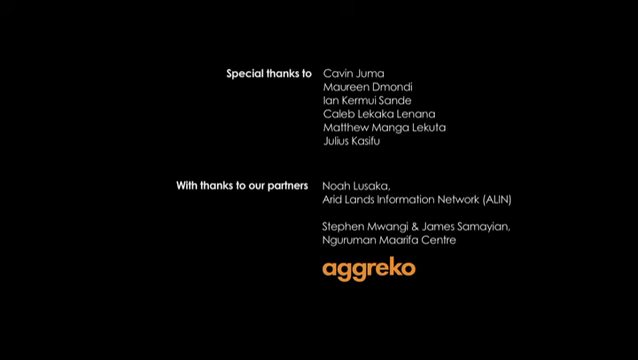 Special thanks to Cavin Juma
Maureen Dmondi
Ian Kermui Sande
Caleb Lekaka Lenana
Matthew Manga Lekuta
Julius Kasifu
With thanks to our partners Noah Lusaka,
Arid Lands Information Network (ALIN)
Stephen Mwangi & James Samayian,
Nguruman Maarifa Centre
aggreko